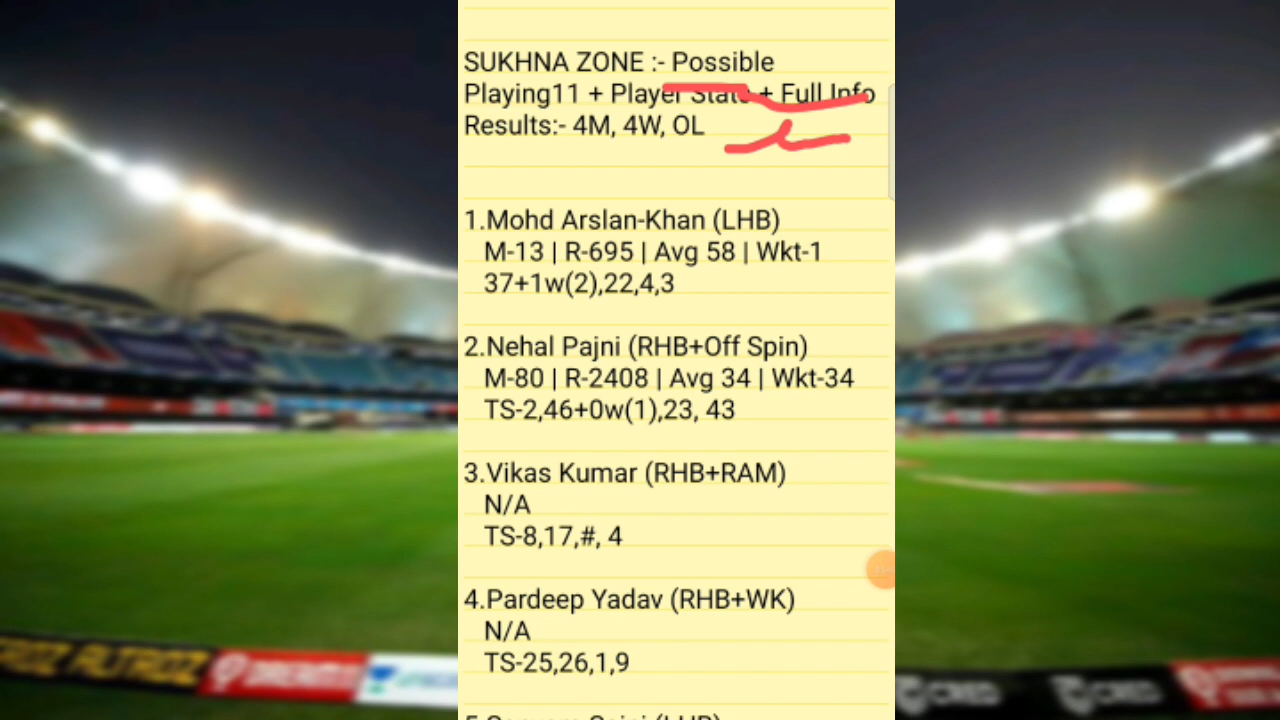 SUKHNA ZONE :- Possible
Playing11 + Player Stats + Full Info
Results:- 4M, 4W, OL
1.Mohd Arslan-Khan (LHB)
M-13 | R-695 | Avg 58 | Wkt-1
37+1w(2),22,4,3
2.Nehal Pajni (RHB+Off Spin)
M-80 | R-2408 | Avg 34 | Wkt-34
TS-2,46+0w(1),23, 43
3.Vikas Kumar (RHB+RAM)
N/A
TS-8,17,#, 4
4.Pardeep Yadav (RHB+WK)
N/A
TS-25,26,1,9
CRED
CRED